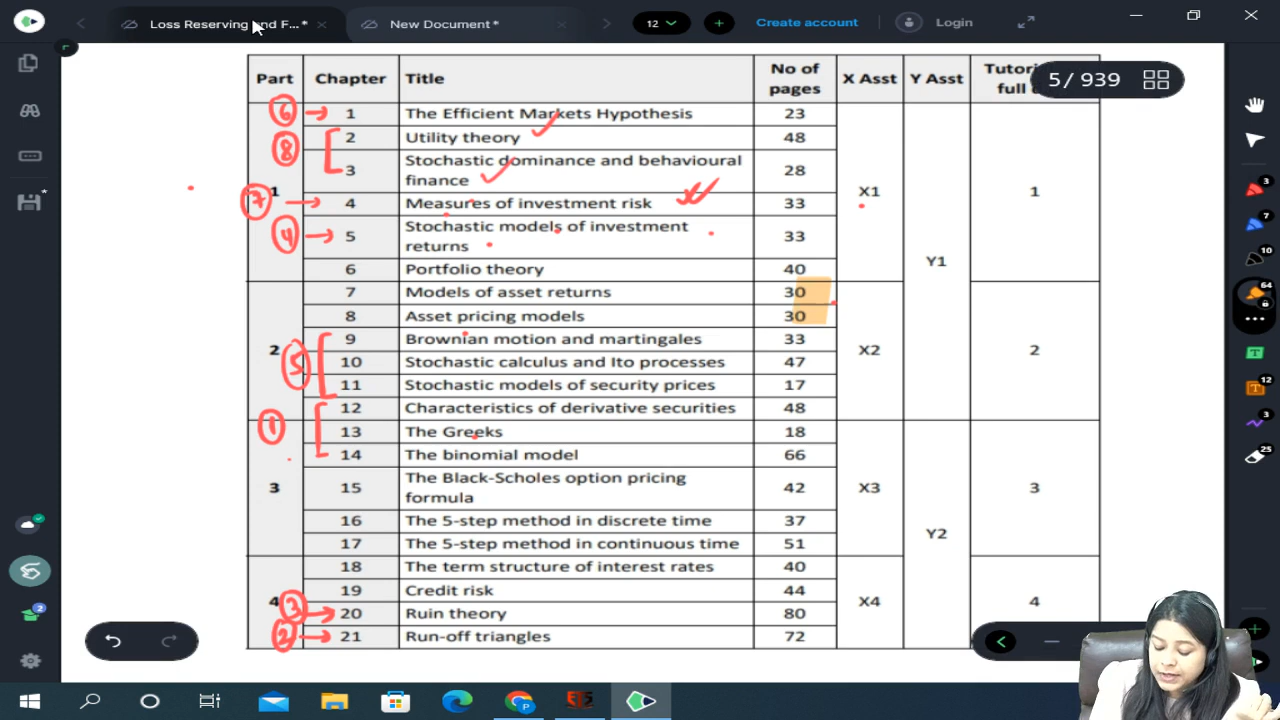 Loss Reserving and F...*
New Document*
12
Create account
Login
5/ 939
Part Chapter Title No of pages X Asst Y Asst Tutori
full
⑥ → 1 The Efficient Markets Hypothesis 23
⑧ 2 Utility theory 48
3 Stochastic dominance and behavioural finance 28
1 X1 1
⑦ → 4 Measures of investment risk 33
④ → 5 Stochastic models of investment returns 33
Y1
6 Portfolio theory 40
7 Models of asset returns 30
8 Asset pricing models 30
9 Brownian motion and martingales 33
2 X2 2
⑤ 10 Stochastic calculus and Ito processes 47
11 Stochastic models of security prices 17
12 Characteristics of derivative securities 48
① 13 The Greeks 18
14 The binomial model 66
15 The Black-Scholes option pricing formula 42
3 X3 3
16 The 5-step method in discrete time 37
Y2
17 The 5-step method in continuous time 51
18 The term structure of interest rates 40
19 Credit risk 44
4 X4 4
③ → 20 Ruin theory 80
② → 21 Run-off triangles 72
3
7
10
64
12
3
25
2